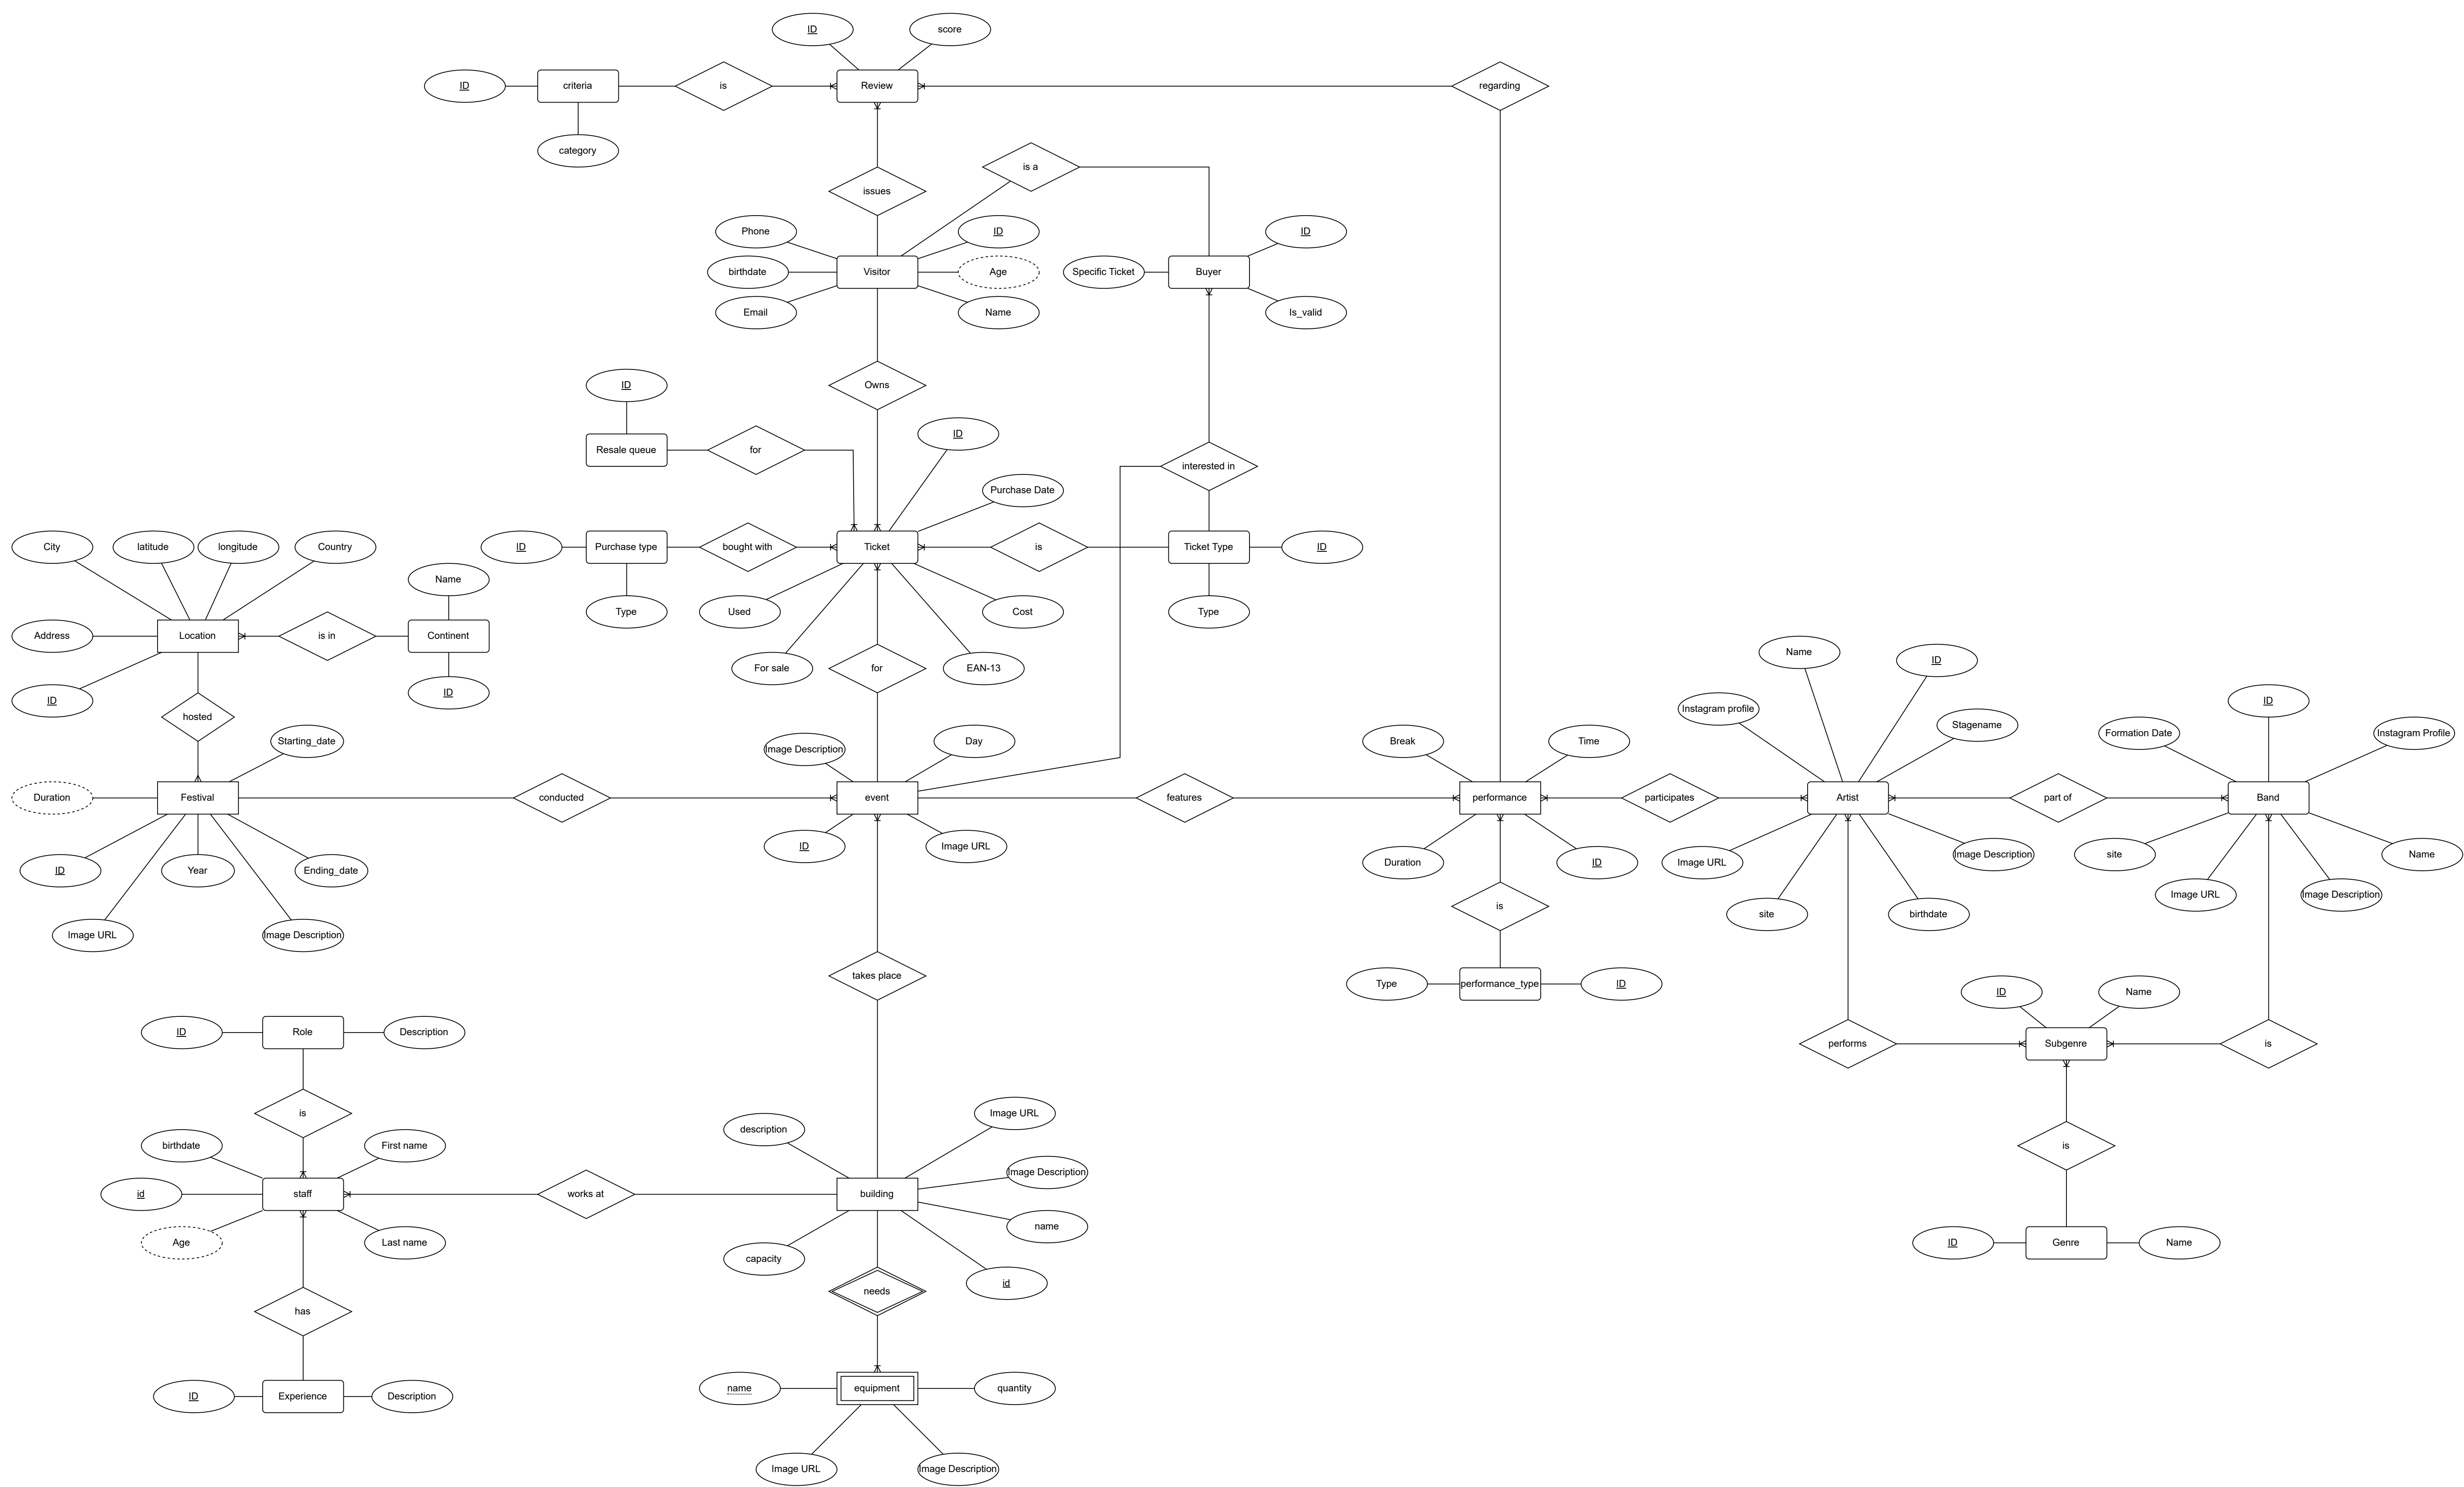 ID
score
ID
criteria
is
Review
regarding
category
is a
issues
Phone
ID
ID
birthdate
Visitor
Age
Specific Ticket
Buyer
Email
Name
Is_valid
ID
Owns
ID
Resale queue
for
interested in
Purchase Date
City
latitude
longitude
Country
ID
Purchase type
bought with
Ticket
is
Ticket Type
ID
Name
Type
Used
Cost
Type
Address
Location
is in
Continent
For sale
for
EAN-13
Name
ID
ID
ID
Instagram profile
ID
hosted
Stagename
Formation Date
Instagram Profile
Starting_date
Image Description
Day
Break
Time
Duration
Festival
conducted
event
features
performance
participates
Artist
part of
Band
ID
Image URL
Duration
ID
Image URL
Image Description
site
Name
ID
Year
Ending_date
Image URL
Image Description
is
site
birthdate
Image URL
Image Description
takes place
Type
performance_type
ID
ID
Name
ID
Role
Description
performs
Subgenre
is
is
description
Image URL
birthdate
First name
is
Image Description
id
staff
works at
building
name
Age
Last name
capacity
id
ID
Genre
Name
needs
has
ID
Experience
Description
name
equipment
quantity
Image URL
Image Description